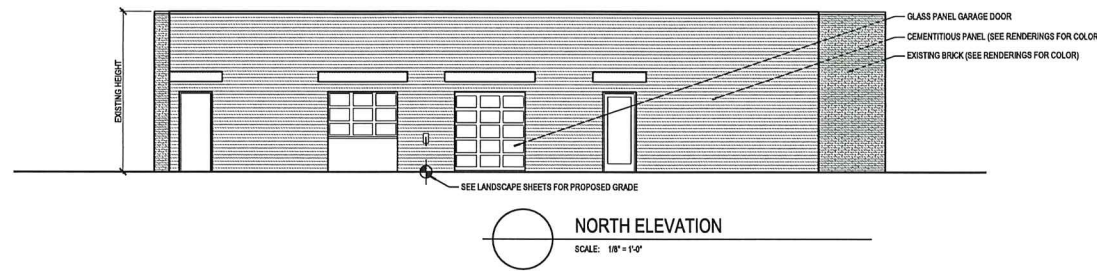 GLASS PANEL GARAGE DOOR
CEMENTITIOUS PANEL (SEE RENDERINGS FOR COLOR
EXISTING BRICK (SEE RENDERINGS FOR COLOR)
EXISTING HEIGHT
SEE LANDSCAPE SHEETS FOR PROPOSED GRADE
NORTH ELEVATION
SCALE: 1/8" = 1'-0"